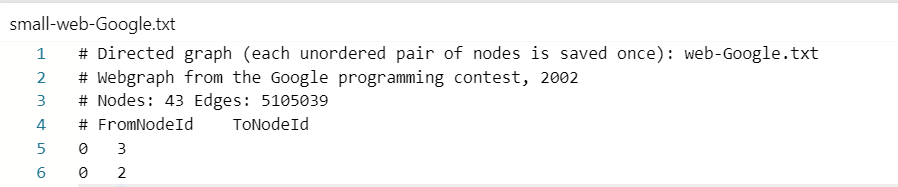 small-web-Google.txt
1 # Directed graph (each unordered pair of nodes is saved once): web-Google.txt
2 # Webgraph from the Google programming contest, 2002
3 # Nodes: 43 Edges: 5105039
4 # FromNodeId    ToNodeId
5 0   3
6 0   2